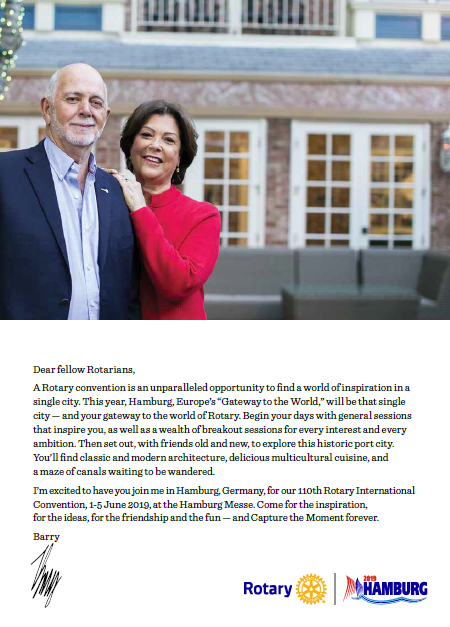 Dear fellow Rotarians,
A Rotary convention is an unparalleled opportunity to find a world of inspiration in a
single city. This year, Hamburg, Europe's “Gateway to the World,” will be that single
city — and your gateway to the world of Rotary. Begin your days with general sessions
that inspire you, as well as a wealth of breakout sessions for every interest and every
ambition. Then set out, with friends old and new, to explore this historic port city.
You'll find classic and modern architecture, delicious multicultural cuisine, and
a maze of canals waiting to be wandered.
I'm excited to have you join me in Hamburg, Germany, for our 110th Rotary International
Convention, 1-5 June 2019, at the Hamburg Messe. Come for the inspiration,
for the ideas, for the friendship and the fun — and Capture the Moment forever.
Barry
Rotary
2019
HAMBURG